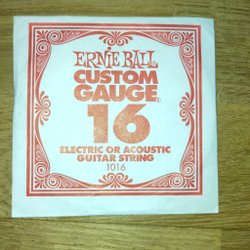 ERNIE BALL
CUSTOM
GAUGE®
16
ELECTRIC OR ACOUSTIC
GUITAR STRING
1016